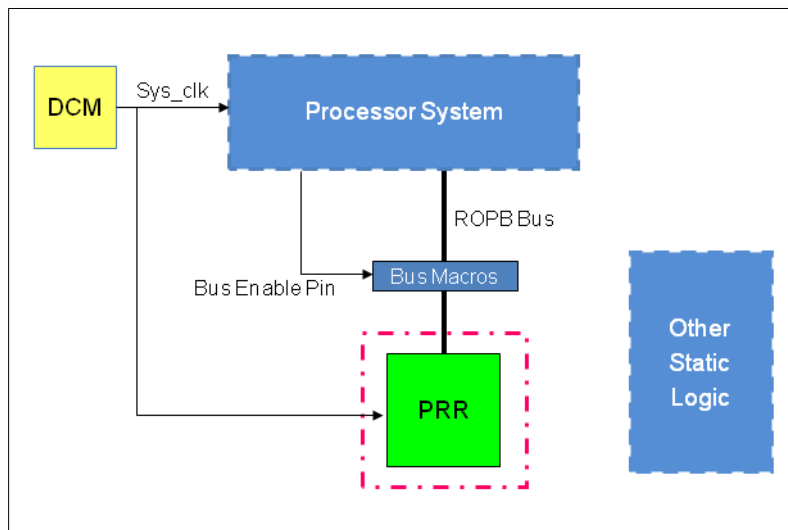 DCM
Sys_clk
Processor System
ROPB Bus
Bus Enable Pin
Bus Macros
PRR
Other
Static
Logic